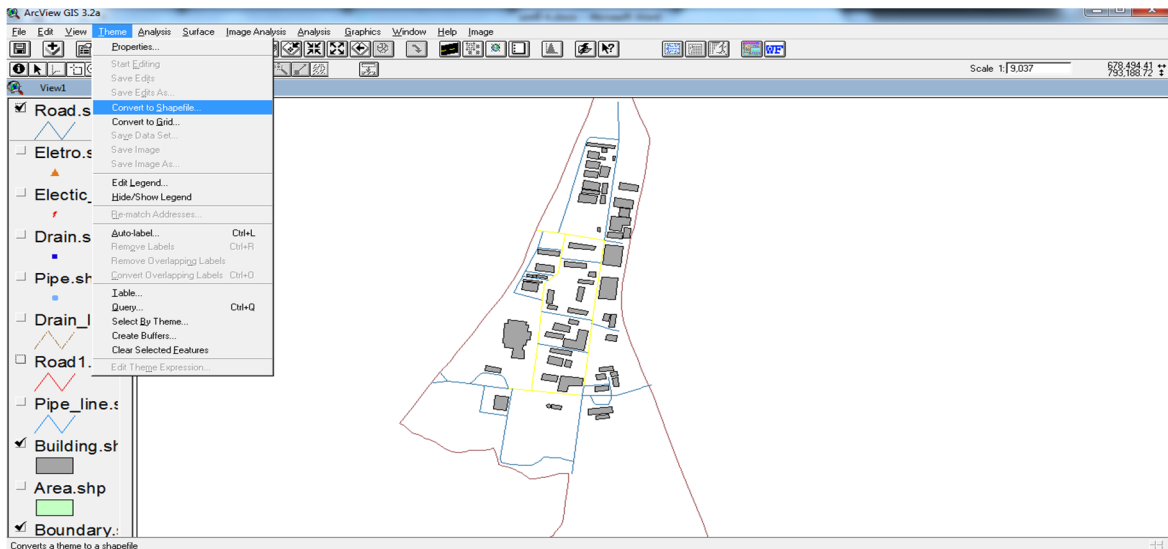 ArcView GIS 3.2a
File Edit View Theme Analysis Surface Image Analysis Analysis Graphics Window Help Image
WF
Scale 1: 9,037
678,494.41
793,188.72
View1
Properties...
Start Editing
Save Edits
Save Edits As...
Convert to Shapefile...
Convert to Grid...
Save Data Set...
Save Image
Save Image As...
Edit Legend...
Hide/Show Legend
Re-match Addresses...
Auto-label... Ctrl+L
Remove Labels Ctrl+R
Remove Overlapping Labels
Convert Overlapping Labels Ctrl+O
Table...
Query... Ctrl+Q
Select By Theme...
Create Buffers...
Clear Selected Features
Edit Theme Expression...
Road.s
Eletro.s
Electic_
Drain.s
Pipe.sh
Drain_l
Road1.
Pipe_line.s
Building.sh
Area.shp
Boundary.s
Converts a theme to a shapefile